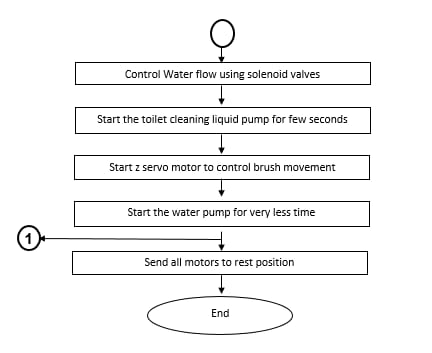 Control Water flow using solenoid valves
Start the toilet cleaning liquid pump for few seconds
Start z servo motor to control brush movement
Start the water pump for very less time
1
Send all motors to rest position
End